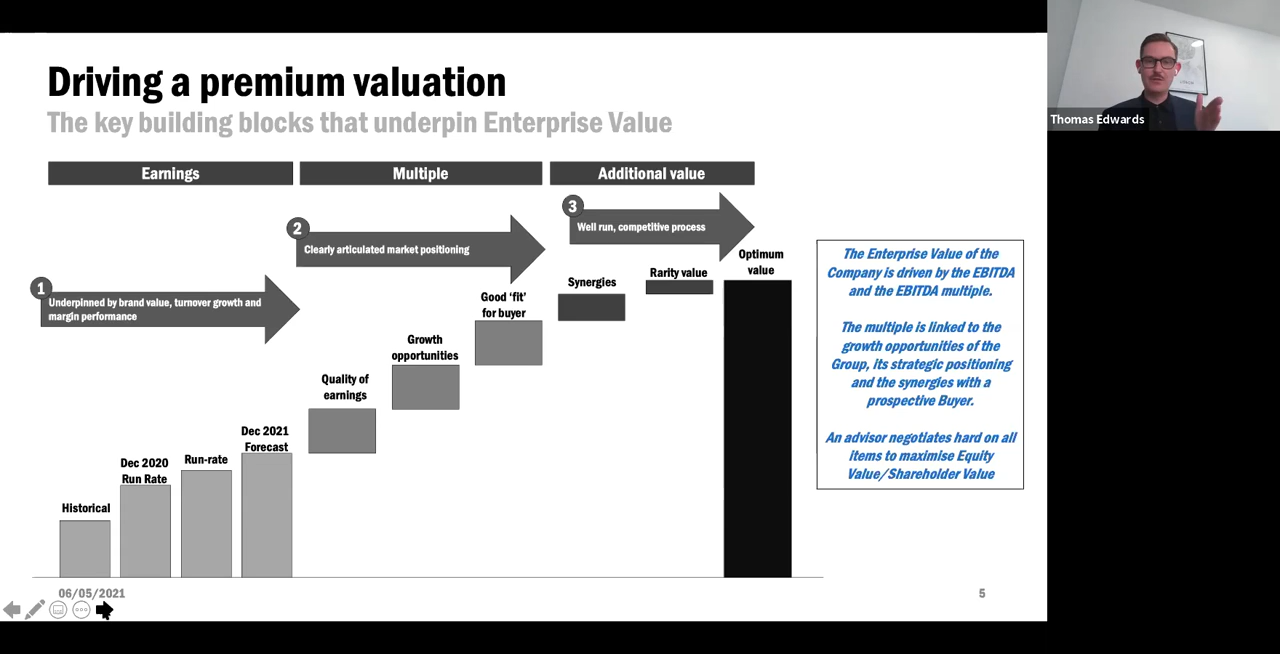 Driving a premium valuation
The key building blocks that underpin Enterprise Value
Thomas Edwards
Earnings
Multiple
Additional value
1
Underpinned by brand value, turnover growth and
margin performance
2
Clearly articulated market positioning
3
Well run, competitive process
Historical
Dec 2020
Run Rate
Run-rate
Dec 2021
Forecast
Quality of
earnings
Growth
opportunities
Good ‘fit’
for buyer
Synergies
Rarity value
Optimum
value
The Enterprise Value of the
Company is driven by the EBITDA
and the EBITDA multiple.
The multiple is linked to the
growth opportunities of the
Group, its strategic positioning
and the synergies with a
prospective Buyer.
An advisor negotiates hard on all
items to maximise Equity
Value/Shareholder Value
06/05/2021
5